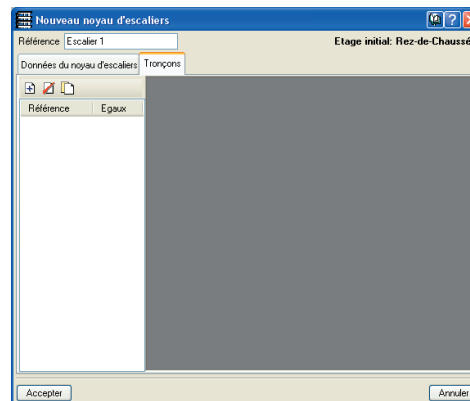 Nouveau noyau d'escaliers
Référence Escalier 1 Etage initial: Rez-de-Chaussé
Données du noyau d'escaliers Tronçons
Référence Egaux
Accepter Annuler